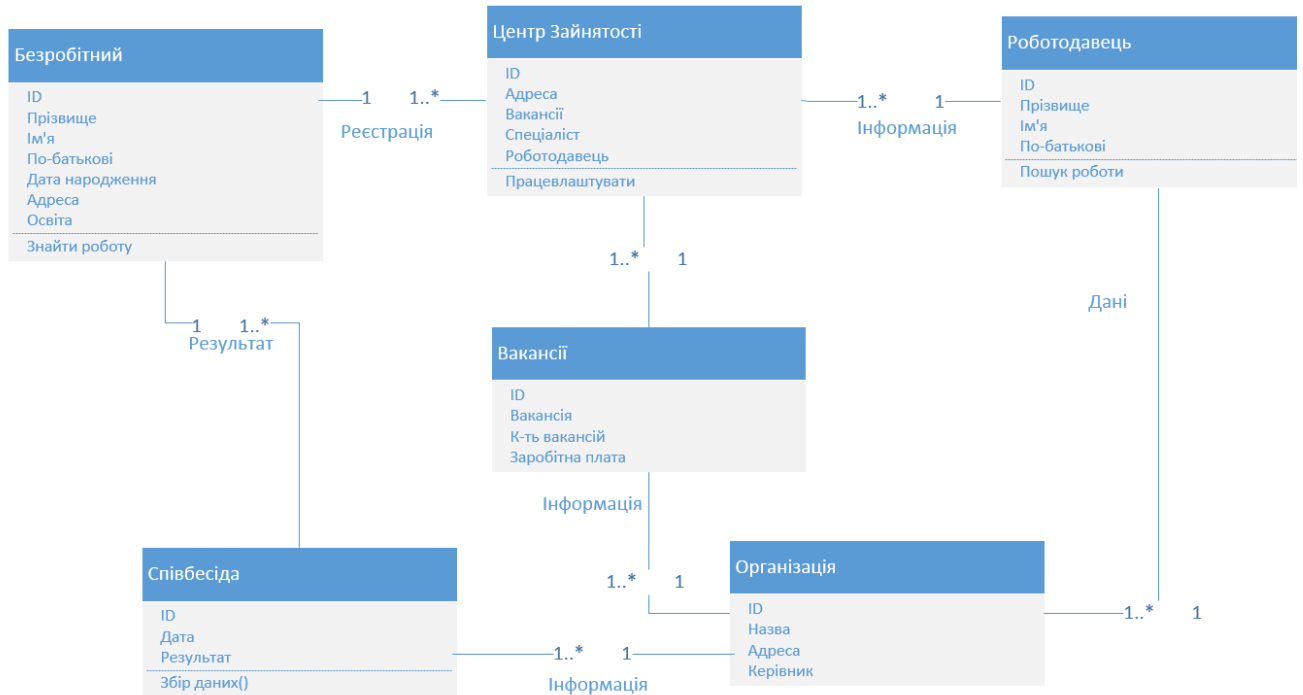 Безробітний
ID
Прізвище
Ім'я
По-батькові
Дата народження
Адреса
Освіта
Знайти роботу
1 1..*
Реєстрація
Центр Зайнятості
ID
Адреса
Вакансії
Спеціаліст
Роботодавець
Працевлаштувати
1..* 1
Інформація
Роботодавець
ID
Прізвище
Ім'я
По-батькові
Пошук роботи
1..* 1
Дані
1 1..*
Результат
Вакансії
ID
Вакансія
К-ть вакансій
Заробітна плата
Інформація
1..* 1
Співбесіда
ID
Дата
Результат
Збір даних()
1..* 1
Інформація
Організація
ID
Назва
Адреса
Керівник
1..* 1